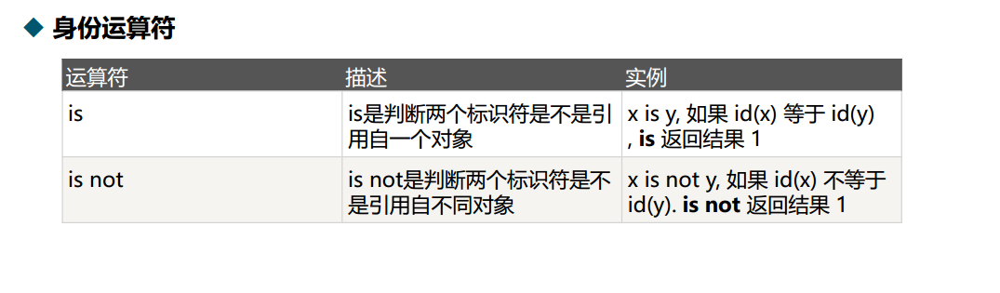 身份运算符
运算符 描述 实例
is
is是判断两个标识符是不是引
用自一个对象
x is y, 如果 id(x) 等于 id(y)
, is 返回结果 1
is not
is not是判断两个标识符是不
是引用自不同对象
x is not y, 如果 id(x) 不等于
id(y). is not 返回结果 1